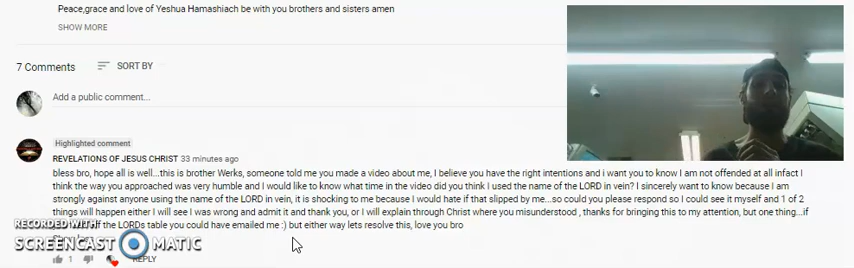 Peace,grace and love of Yeshua Hamashiach be with you brothers and sisters amen
SHOW MORE
7 Comments
SORT BY
Add a public comment...
Highlighted comment
REVELATIONS OF JESUS CHRIST 33 minutes ago
bless bro, hope all is well...this is brother Werks, someone told me you made a video about me, I believe you have the right intentions and i want you to know I am not offended at all infact I
think the way you approached was very humble and I would like to know what time in the video did you think I used the name of the LORD in vein? I sincerely want to know because I am
strongly against anyone using the name of the LORD in vein, it is shocking to me because I would hate if that slipped by me...so could you please respond so I could see it myself and 1 of 2
things will happen either I will see I was wrong and admit it and thank you, or I will explain through Christ where you misunderstood , thanks for bringing this to my attention, but one thing...if
off the LORDs table you could have emailed me :) but either way lets resolve this, love you bro
RECORDED WITH
SCREENCAST MATIC
1 REPLY